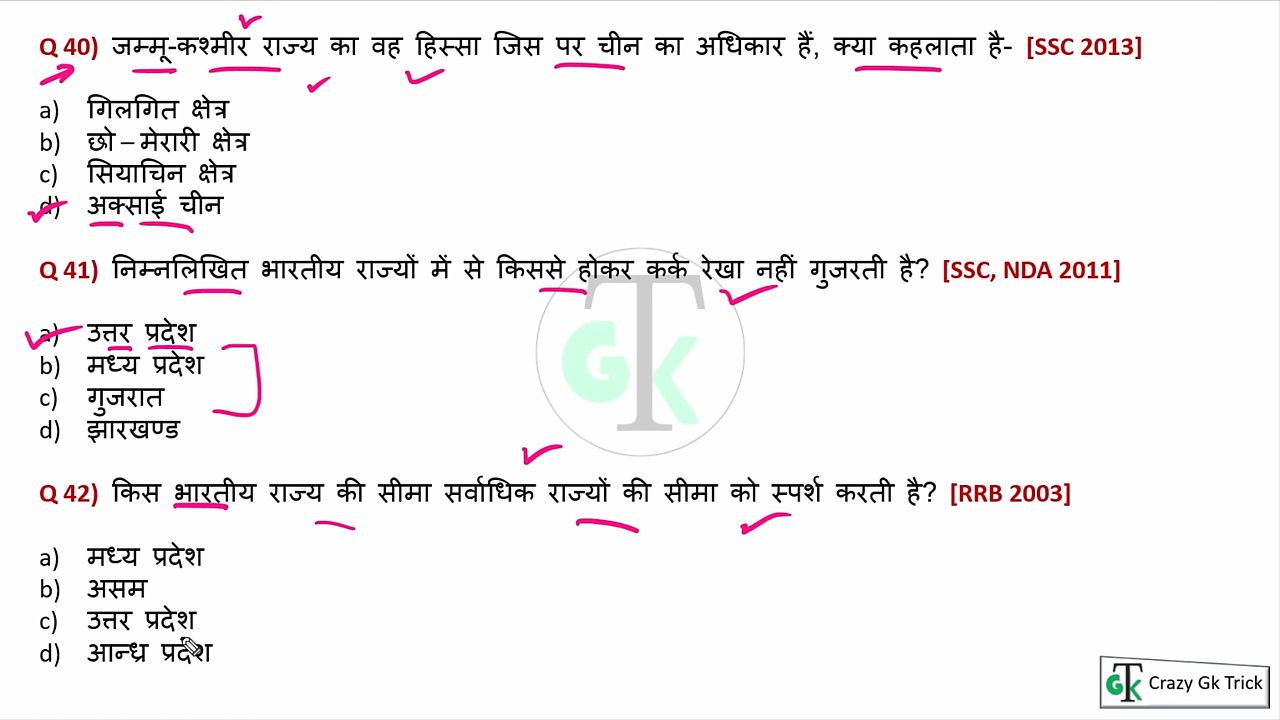 Q 40) जम्मू-कश्मीर राज्य का वह हिस्सा जिस पर चीन का अधिकार हैं, क्या कहलाता है- [SSC 2013]
a) गिलगित क्षेत्र
b) छो – मेरारी क्षेत्र
c) सियाचिन क्षेत्र
d) अक्साई चीन
Q 41) निम्नलिखित भारतीय राज्यों में से किससे होकर कर्क रेखा नहीं गुजरती है? [SSC, NDA 2011]
a) उत्तर प्रदेश
b) मध्य प्रदेश
c) गुजरात
d) झारखण्ड
GTK
Q 42) किस भारतीय राज्य की सीमा सर्वाधिक राज्यों की सीमा को स्पर्श करती है? [RRB 2003]
a) मध्य प्रदेश
b) असम
c) उत्तर प्रदेश
d) आन्ध्र प्रदेश
GTK Crazy Gk Trick